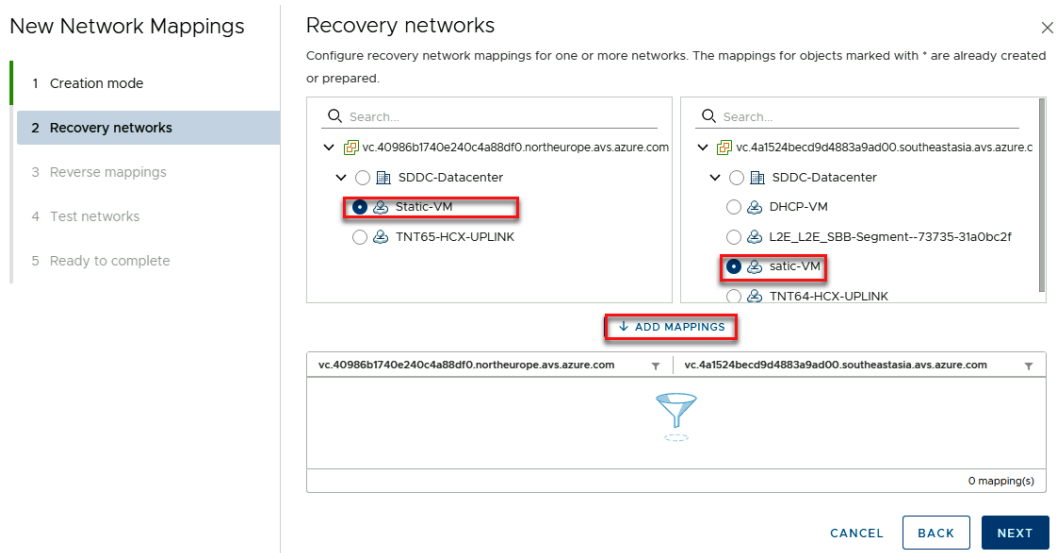 New Network Mappings
1 Creation mode
2 Recovery networks
3 Reverse mappings
4 Test networks
5 Ready to complete
Recovery networks
Configure recovery network mappings for one or more networks. The mappings for objects marked with * are already created
or prepared.
Search...
vc.40986b1740e240c4a88df0.northeurope.avs.azure.com
SDDC-Datacenter
Static-VM
TNT65-HCX-UPLINK
Search...
vc.4a1524becd9d4883a9ad00.southeastasia.avs.azure.c
SDDC-Datacenter
DHCP-VM
L2E_L2E_SBB-Segment--73735-31a0bc2f
satic-VM
TNT64-HCX-UPLINK
ADD MAPPINGS
vc.40986b1740e240c4a88df0.northeurope.avs.azure.com
vc.4a1524becd9d4883a9ad00.southeastasia.avs.azure.com
0 mapping(s)
CANCEL
BACK
NEXT